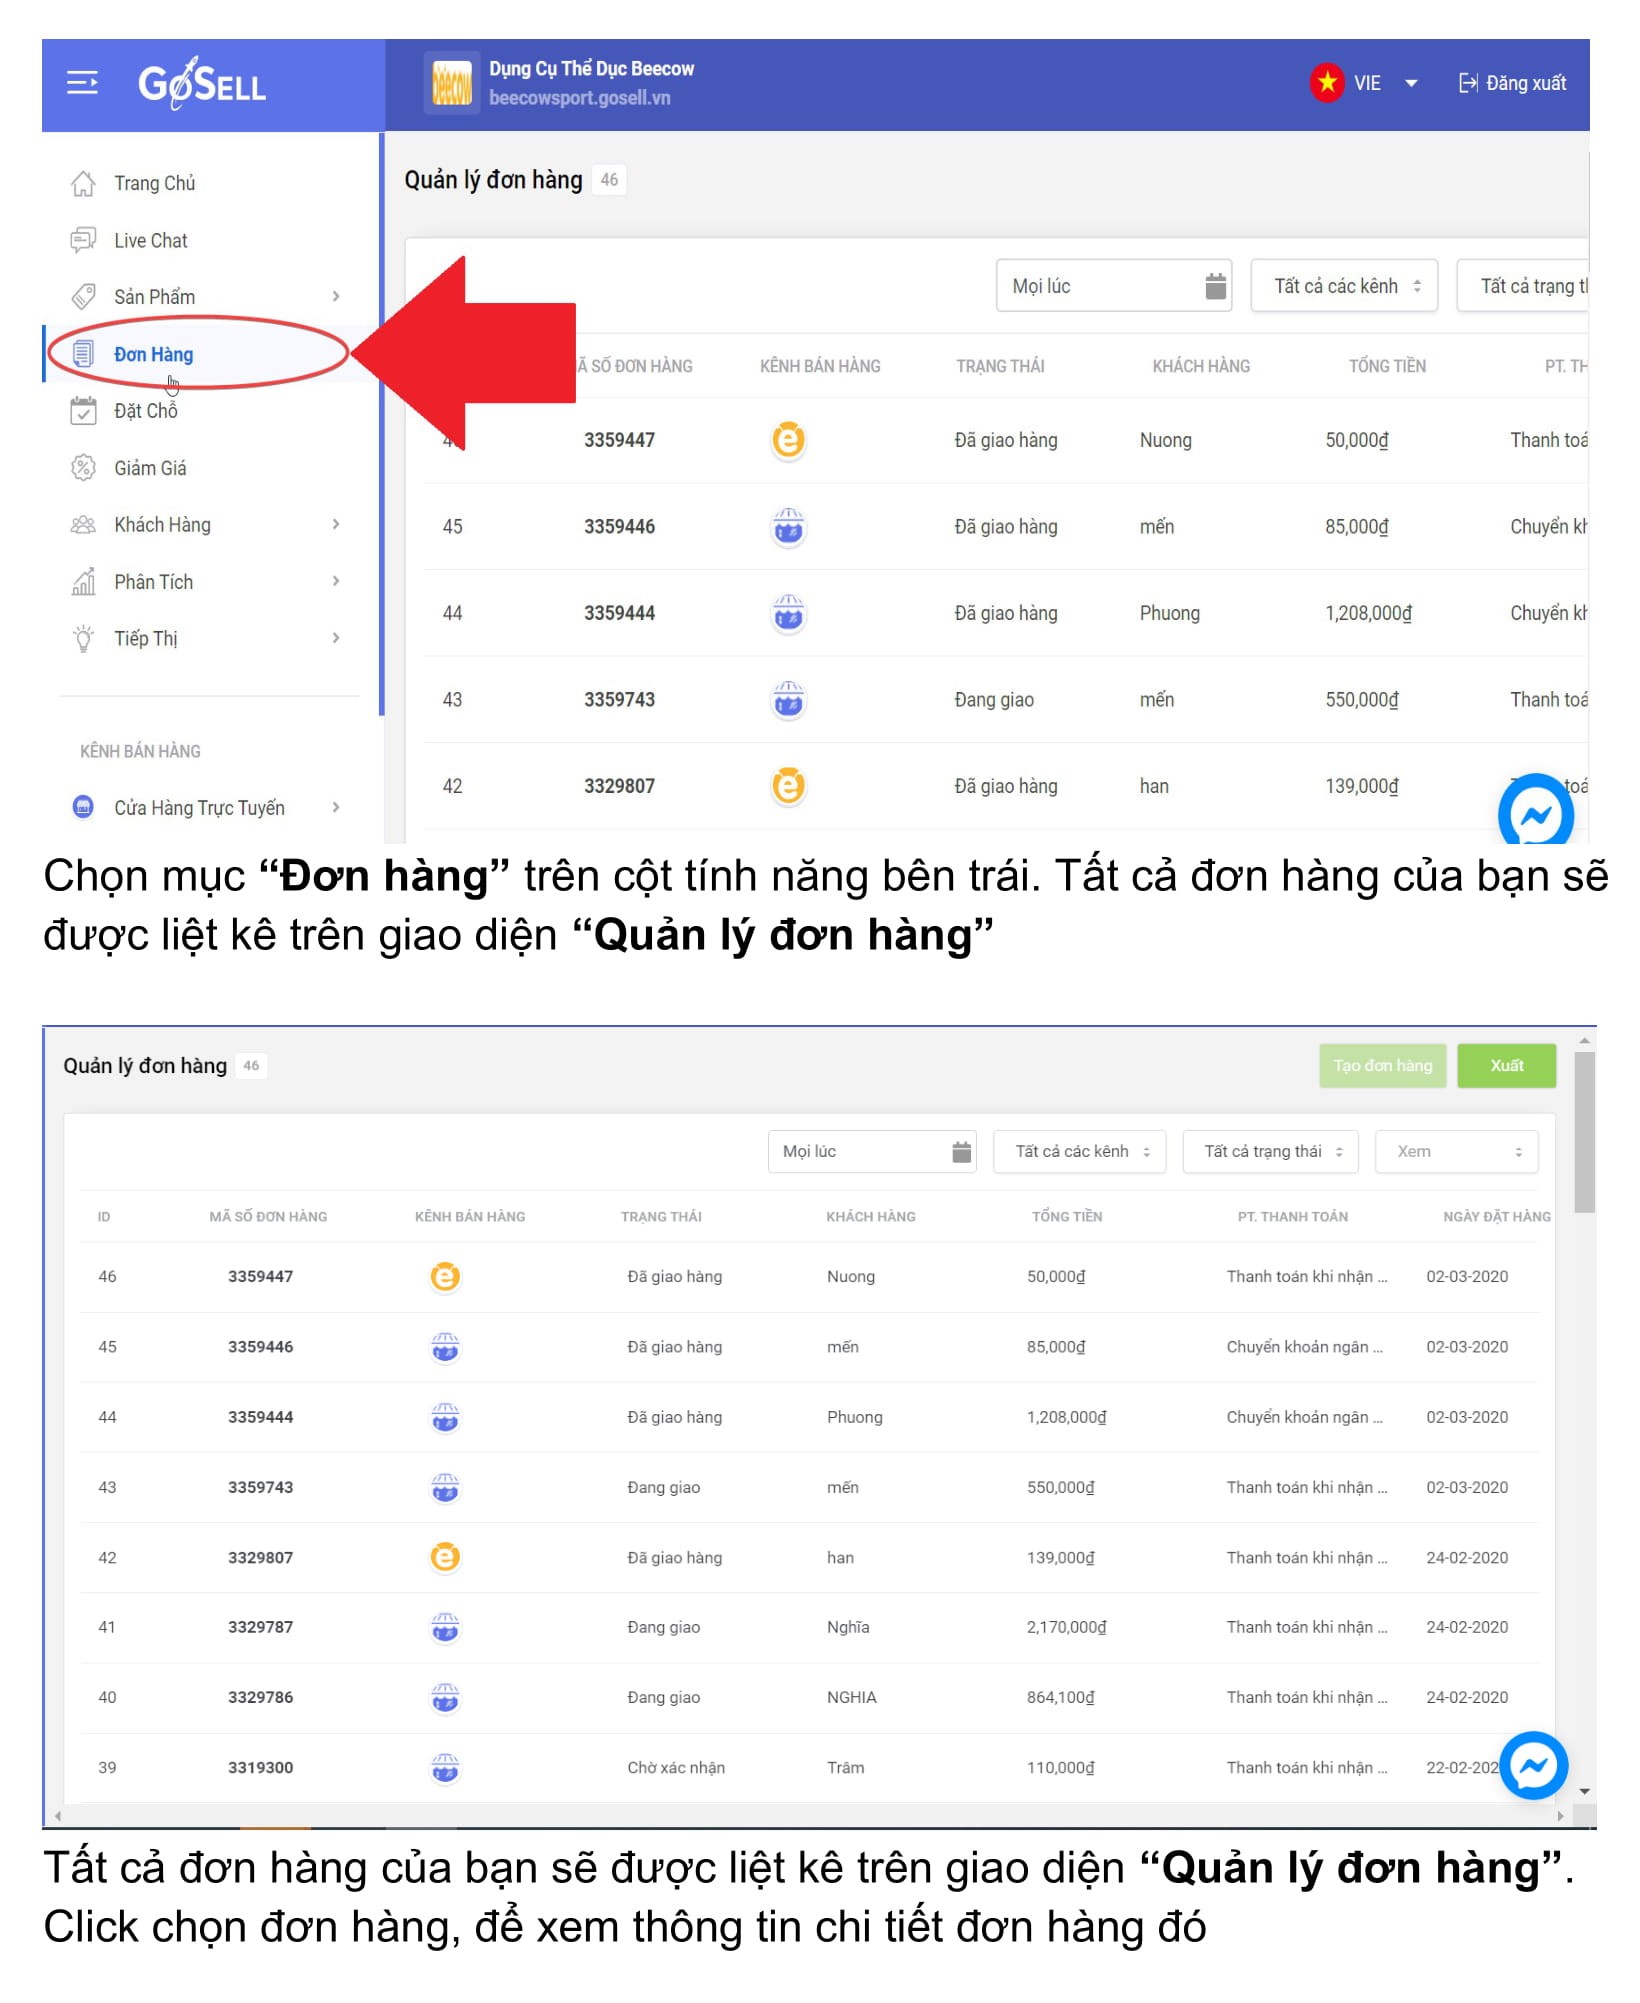 GoSELL
Dụng Cụ Thể Dục Beecow
beecowsport.gosell.vn
VIE
Đăng xuất
Trang Chủ
Live Chat
Sản Phẩm
Đơn Hàng
Đặt Chỗ
Giảm Giá
Khách Hàng
Phân Tích
Tiếp Thị
KÊNH BÁN HÀNG
Cửa Hàng Trực Tuyến
Quản lý đơn hàng 46
Mọi lúc Tất cả các kênh Tất cả trạng
SỐ ĐƠN HÀNG KÊNH BÁN HÀNG TRẠNG THÁI KHÁCH HÀNG TỔNG TIỀN PT.
3359447 Đã giao hàng Nuong 50,000₫ Thanh
45 3359446 Đã giao hàng mến 85,000₫ Chuyển
44 3359444 Đã giao hàng Phuong 1,208,000₫ Chuyển
43 3359743 Đang giao mến 550,000₫ Thanh
42 3329807 Đã giao hàng han 139,000₫
Chọn mục “Đơn hàng” trên cột tính năng bên trái. Tất cả đơn hàng của bạn sẽ
được liệt kê trên giao diện “Quản lý đơn hàng”
Quản lý đơn hàng 46 Tạo đơn hàng Xuất
Mọi lúc Tất cả các kênh Tất cả trạng thái Xem
ID MÃ SỐ ĐƠN HÀNG KÊNH BÁN HÀNG TRẠNG THÁI KHÁCH HÀNG TỔNG TIỀN PT. THANH TOÁN NGÀY ĐẶT HÀNG
46 3359447 Đã giao hàng Nuong 50,000₫ Thanh toán khi nhận ... 02-03-2020
45 3359446 Đã giao hàng mến 85,000₫ Chuyển khoản ngân ... 02-03-2020
44 3359444 Đã giao hàng Phuong 1,208,000₫ Chuyển khoản ngân ... 02-03-2020
43 3359743 Đang giao mến 550,000₫ Thanh toán khi nhận ... 02-03-2020
42 3329807 Đã giao hàng han 139,000₫ Thanh toán khi nhận ... 24-02-2020
41 3329787 Đang giao Nghĩa 2,170,000₫ Thanh toán khi nhận ... 24-02-2020
40 3329786 Đang giao NGHIA 864,100₫ Thanh toán khi nhận ... 24-02-2020
39 3319300 Chờ xác nhận Trâm 110,000₫ Thanh toán khi nhận ... 22-02-202
Tất cả đơn hàng của bạn sẽ được liệt kê trên giao diện “Quản lý đơn hàng”.
Click chọn đơn hàng, để xem thông tin chi tiết đơn hàng đó